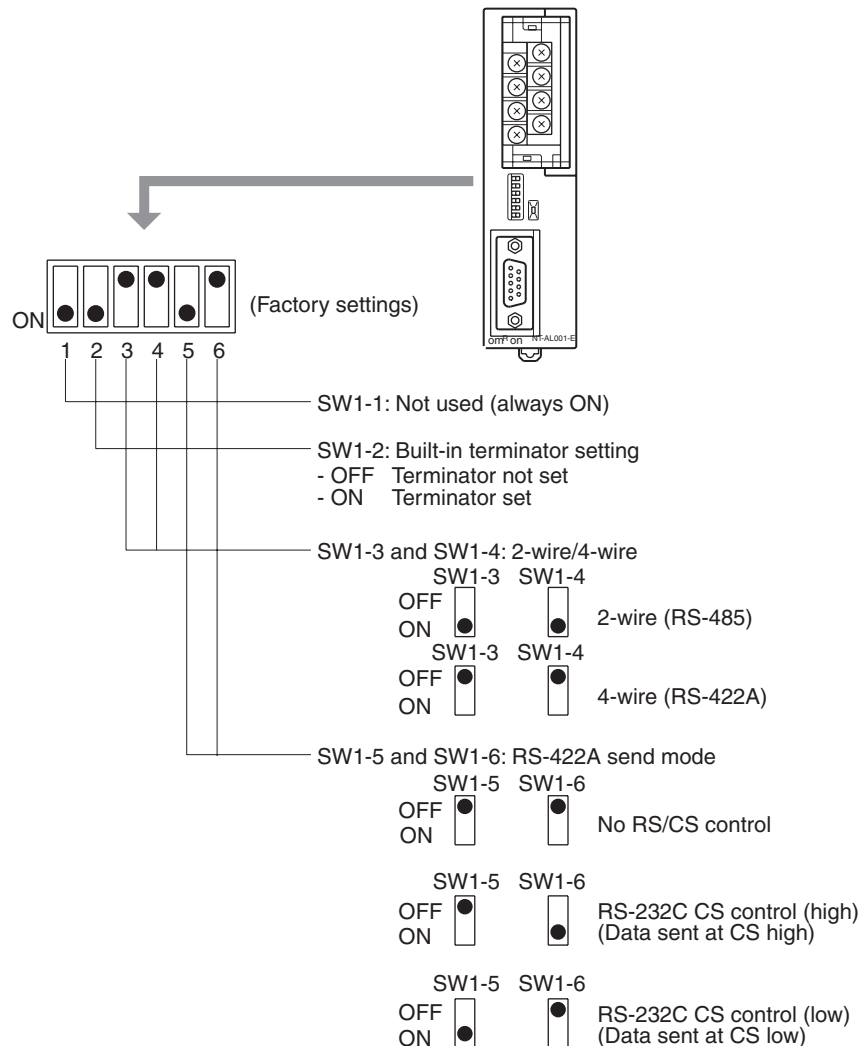 omR on NT-AL001-E
ON (Factory settings)
1 2 3 4 5 6
SW1-1: Not used (always ON)
SW1-2: Built-in terminator setting
- OFF Terminator not set
- ON Terminator set
SW1-3 and SW1-4: 2-wire/4-wire
SW1-3 SW1-4
OFF
ON
2-wire (RS-485)
SW1-3 SW1-4
OFF
ON
4-wire (RS-422A)
SW1-5 and SW1-6: RS-422A send mode
SW1-5 SW1-6
OFF
ON
No RS/CS control
SW1-5 SW1-6
OFF
ON
RS-232C CS control (high)
(Data sent at CS high)
SW1-5 SW1-6
OFF
ON
RS-232C CS control (low)
(Data sent at CS low)